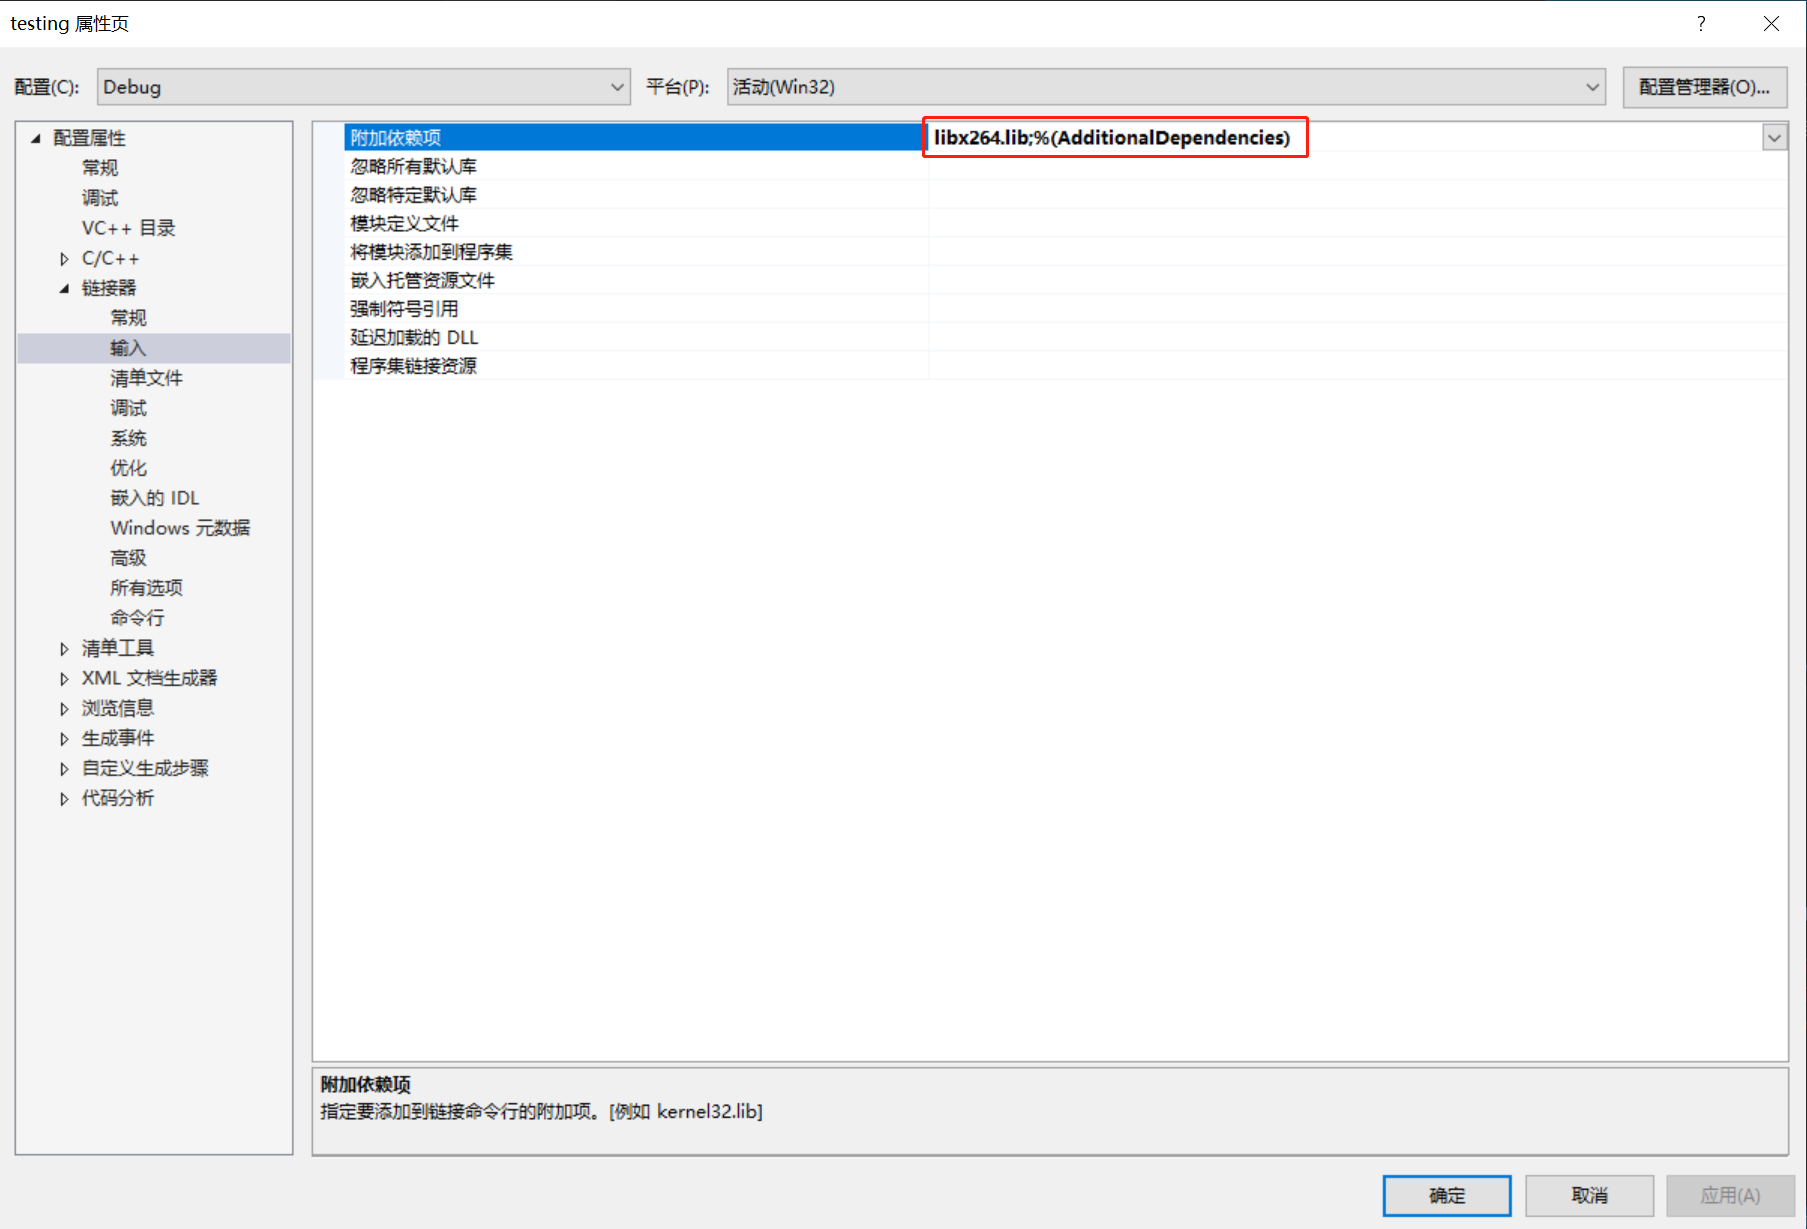 testing 属性页
配置(C): Debug 平台(P): 活动(Win32) 配置管理器(O)...
配置属性
常规
调试
VC++ 目录
C/C++
链接器
常规
输入
清单文件
调试
系统
优化
嵌入的 IDL
Windows 元数据
高级
所有选项
命令行
清单工具
XML 文档生成器
浏览信息
生成事件
自定义生成步骤
代码分析
附加依赖项 libx264.lib;%(AdditionalDependencies)
忽略所有默认库
忽略特定默认库
模块定义文件
将模块添加到程序集
嵌入托管资源文件
强制符号引用
延迟加载的 DLL
程序集链接资源
附加依赖项
指定要添加到链接命令行的附加项。[例如 kernel32.lib]
确定 取消 应用(A)